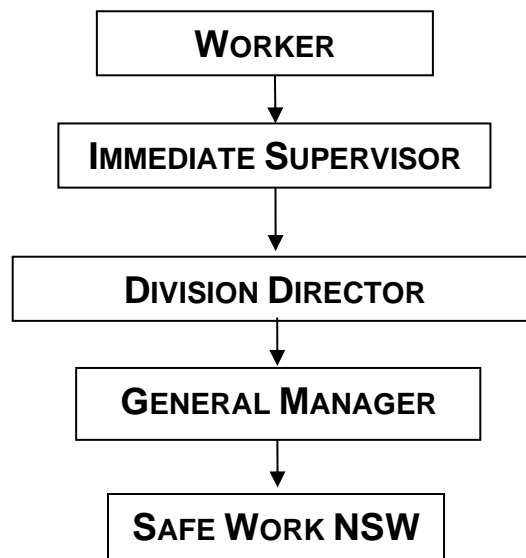 WORKER
IMMEDIATE SUPERVISOR
DIVISION DIRECTOR
GENERAL MANAGER
SAFE WORK NSW